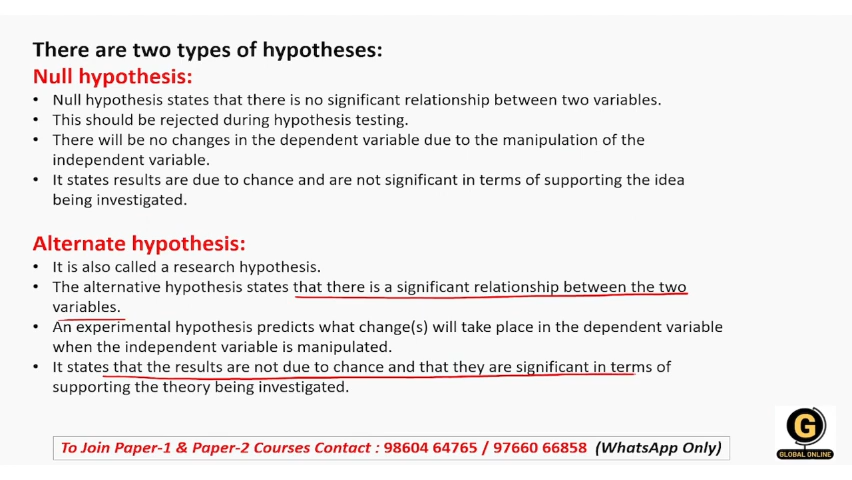 There are two types of hypotheses:
Null hypothesis:
• Null hypothesis states that there is no significant relationship between two variables.
• This should be rejected during hypothesis testing.
• There will be no changes in the dependent variable due to the manipulation of the
independent variable.
• It states results are due to chance and are not significant in terms of supporting the idea
being investigated.
Alternate hypothesis:
• It is also called a research hypothesis.
• The alternative hypothesis states that there is a significant relationship between the two
variables.
• An experimental hypothesis predicts what change(s) will take place in the dependent variable
when the independent variable is manipulated.
• It states that the results are not due to chance and that they are significant in terms of
supporting the theory being investigated.
To Join Paper-1 & Paper-2 Courses Contact : 98604 64765 / 97660 66858 (WhatsApp Only)
G
GLOBAL ONLINE